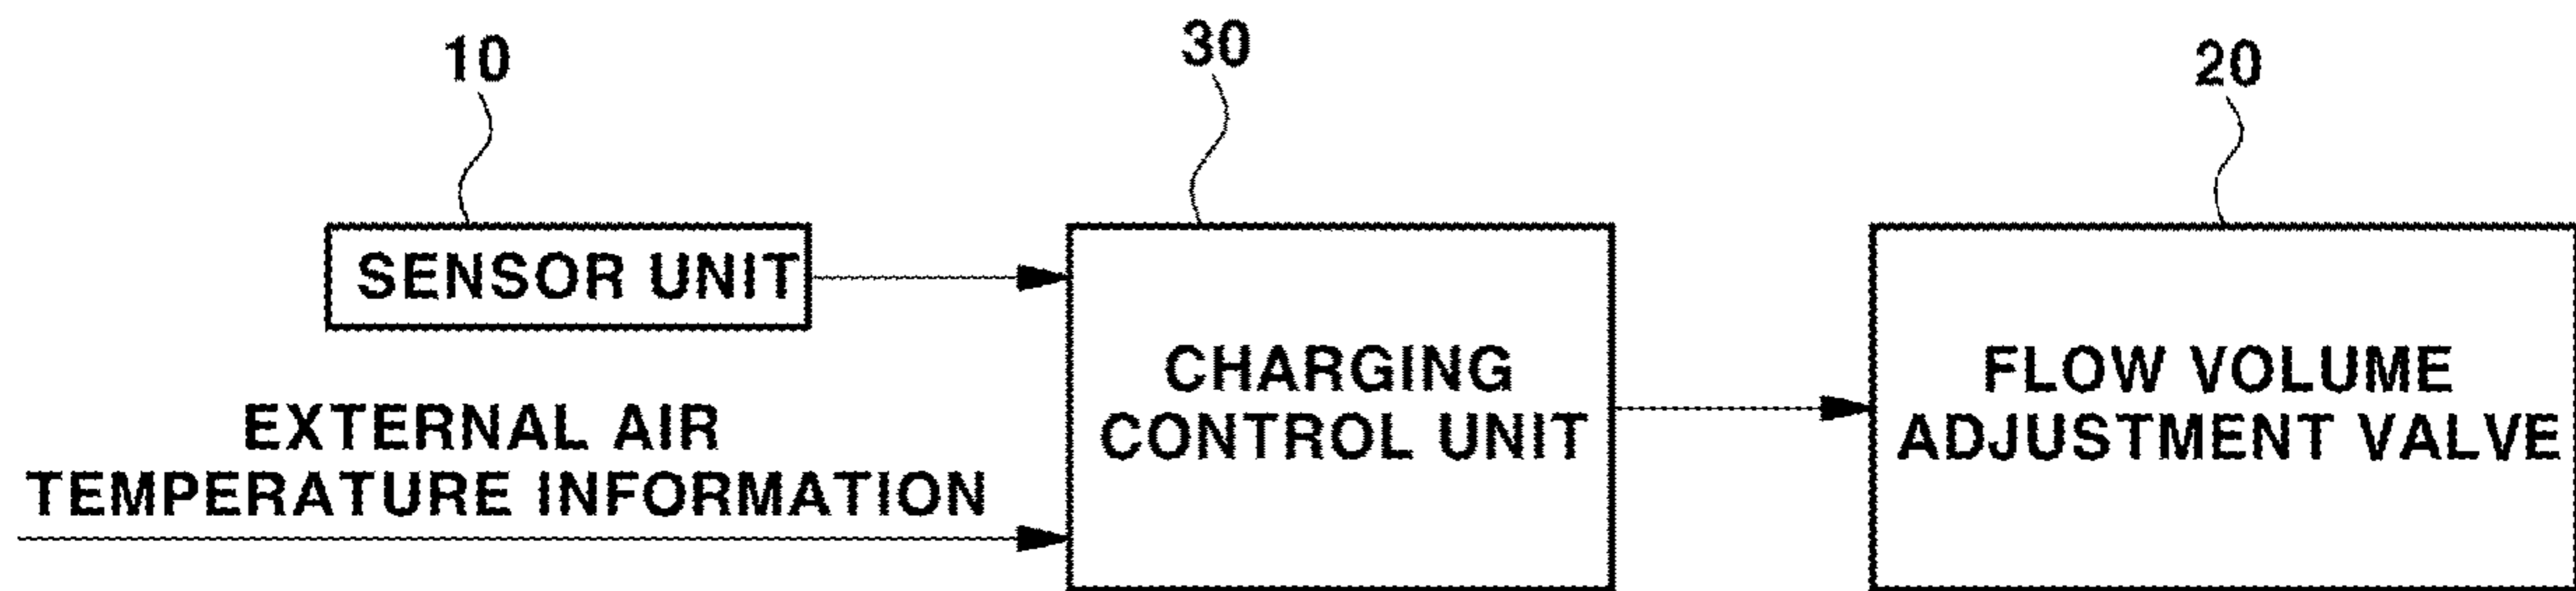 10
30
20
SENSOR UNIT
EXTERNAL AIR
TEMPERATURE INFORMATION
CHARGING
CONTROL UNIT
FLOW VOLUME
ADJUSTMENT VALVE